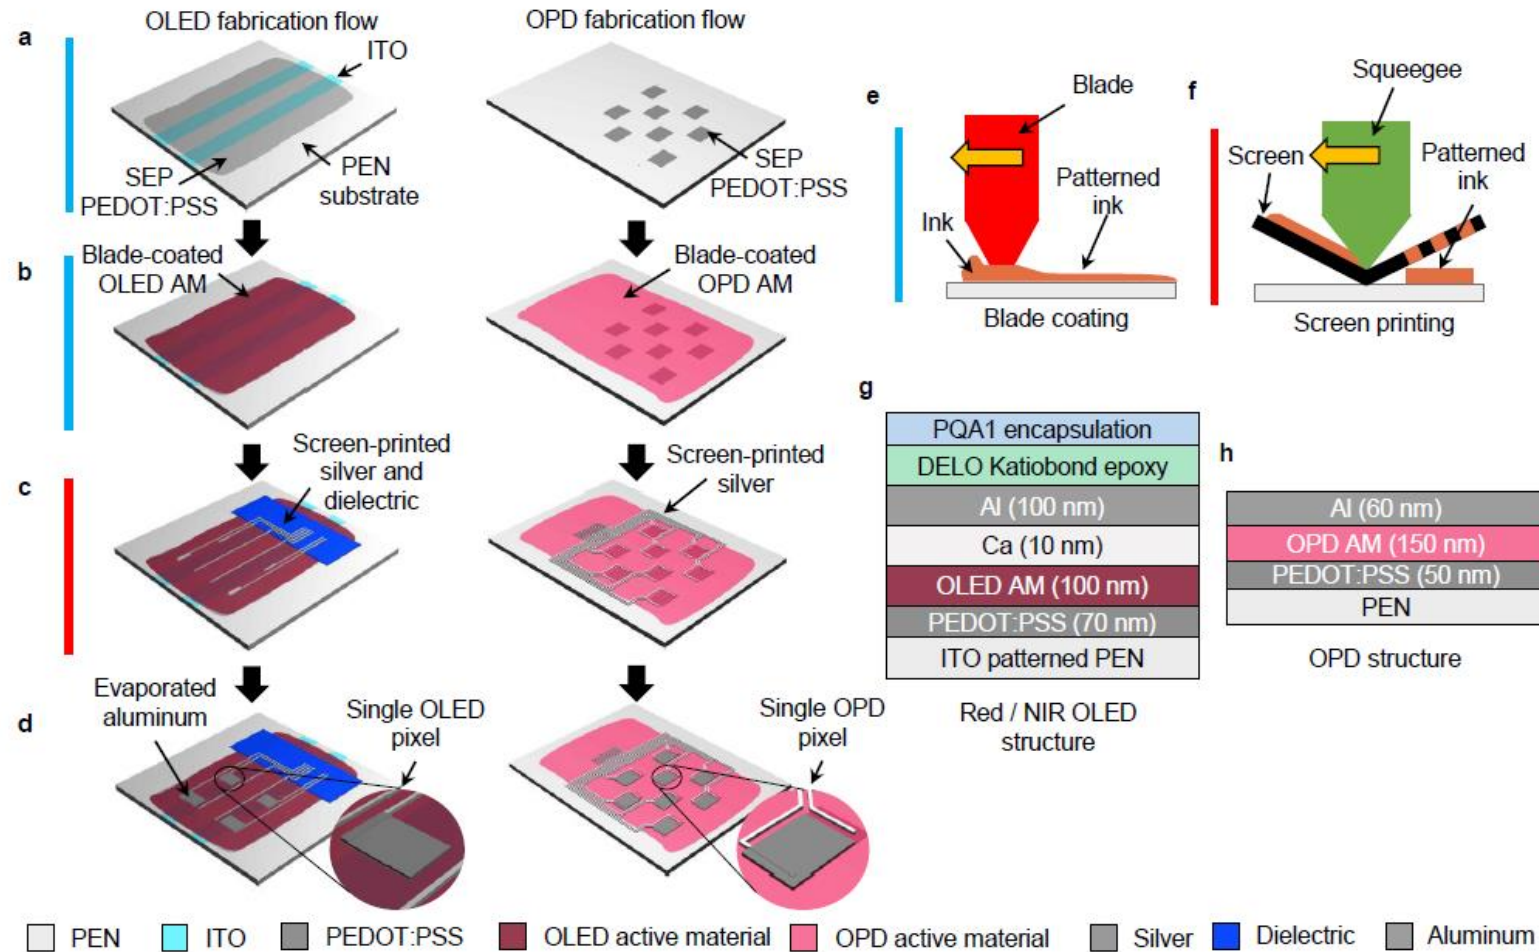 OLED fabrication flow
OPD fabrication flow
a
ITO
SEP
PEDOT:PSS
PEN
substrate
SEP
PEDOT:PSS
b
Blade-coated
OLED AM
Blade-coated
OPD AM
c
Screen-printed
silver and
dielectric
Screen-printed
silver
d
Evaporated
aluminum
Single OLED
pixel
Single OPD
pixel
e
Blade
Ink
Patterned
ink
Blade coating
f
Squeegee
Screen
Patterned
ink
Screen printing
g
PQA1 encapsulation
DELO Katiobond epoxy
Al (100 nm)
Ca (10 nm)
OLED AM (100 nm)
PEDOT:PSS (70 nm)
ITO patterned PEN
Red / NIR OLED
structure
h
Al (60 nm)
OPD AM (150 nm)
PEDOT:PSS (50 nm)
PEN
OPD structure
PEN
ITO
PEDOT:PSS
OLED active material
OPD active material
Silver
Dielectric
Aluminum